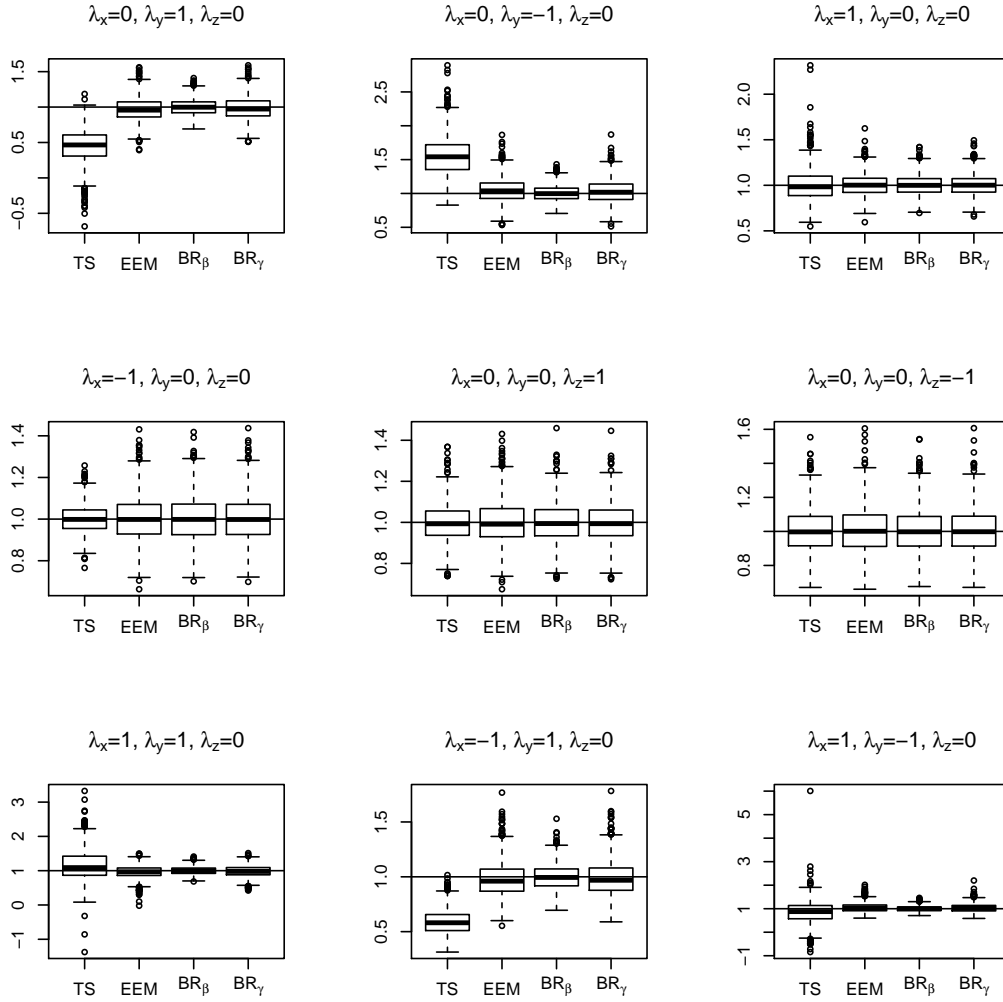 λx=0, λy=1, λz=0
−0.5 0.5 1.5
TS EEM BRβ BRγ
λx=0, λy=−1, λz=0
0.5 1.5 2.5
TS EEM BRβ BRγ
λx=1, λy=0, λz=0
0.5 1.0 1.5 2.0
TS EEM BRβ BRγ
λx=−1, λy=0, λz=0
0.8 1.0 1.2 1.4
TS EEM BRβ BRγ
λx=0, λy=0, λz=1
0.8 1.0 1.2 1.4
TS EEM BRβ BRγ
λx=0, λy=0, λz=−1
0.8 1.2 1.6
TS EEM BRβ BRγ
λx=1, λy=1, λz=0
−1 0 1 2 3
TS EEM BRβ BRγ
λx=−1, λy=1, λz=0
0.5 1.0 1.5
TS EEM BRβ BRγ
λx=1, λy=−1, λz=0
−1 1 3 5
TS EEM BRβ BRγ